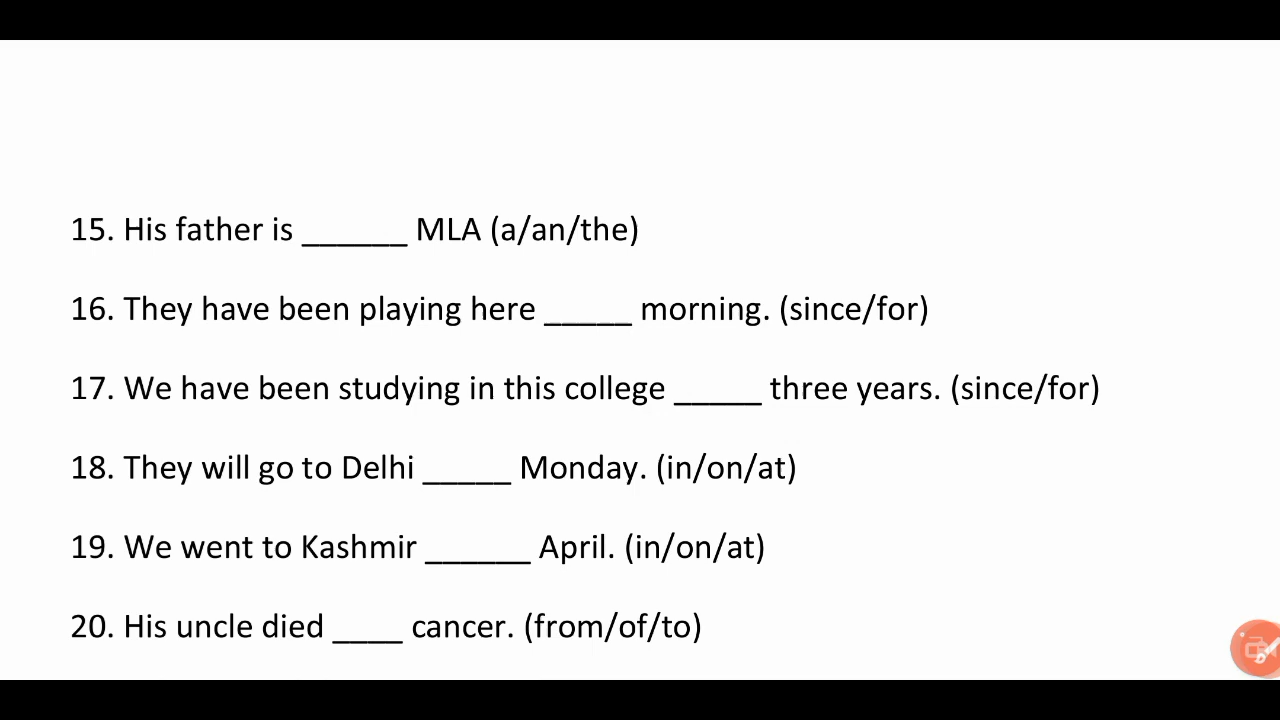 15. His father is ______ MLA (a/an/the)
16. They have been playing here _____ morning. (since/for)
17. We have been studying in this college _____ three years. (since/for)
18. They will go to Delhi _____ Monday. (in/on/at)
19. We went to Kashmir ______ April. (in/on/at)
20. His uncle died ____ cancer. (from/of/to)